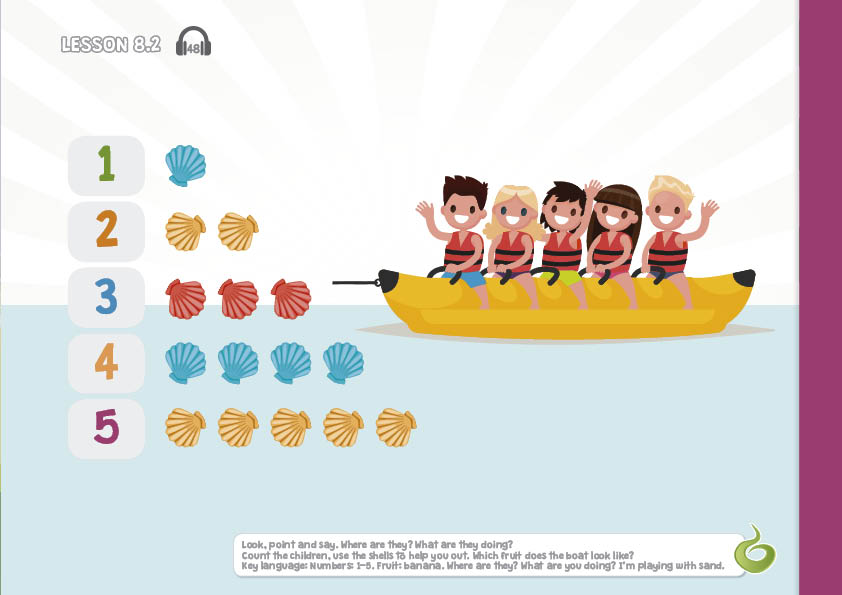 LESSON 8.2
48
1
2
3
4
5
Look, point and say. Where are they? What are they doing?
Count the children, use the shells to help you out. Which fruit does the boat look like?
Key language: Numbers: 1-5. Fruit: banana. Where are they? What are you doing? I'm playing with sand.